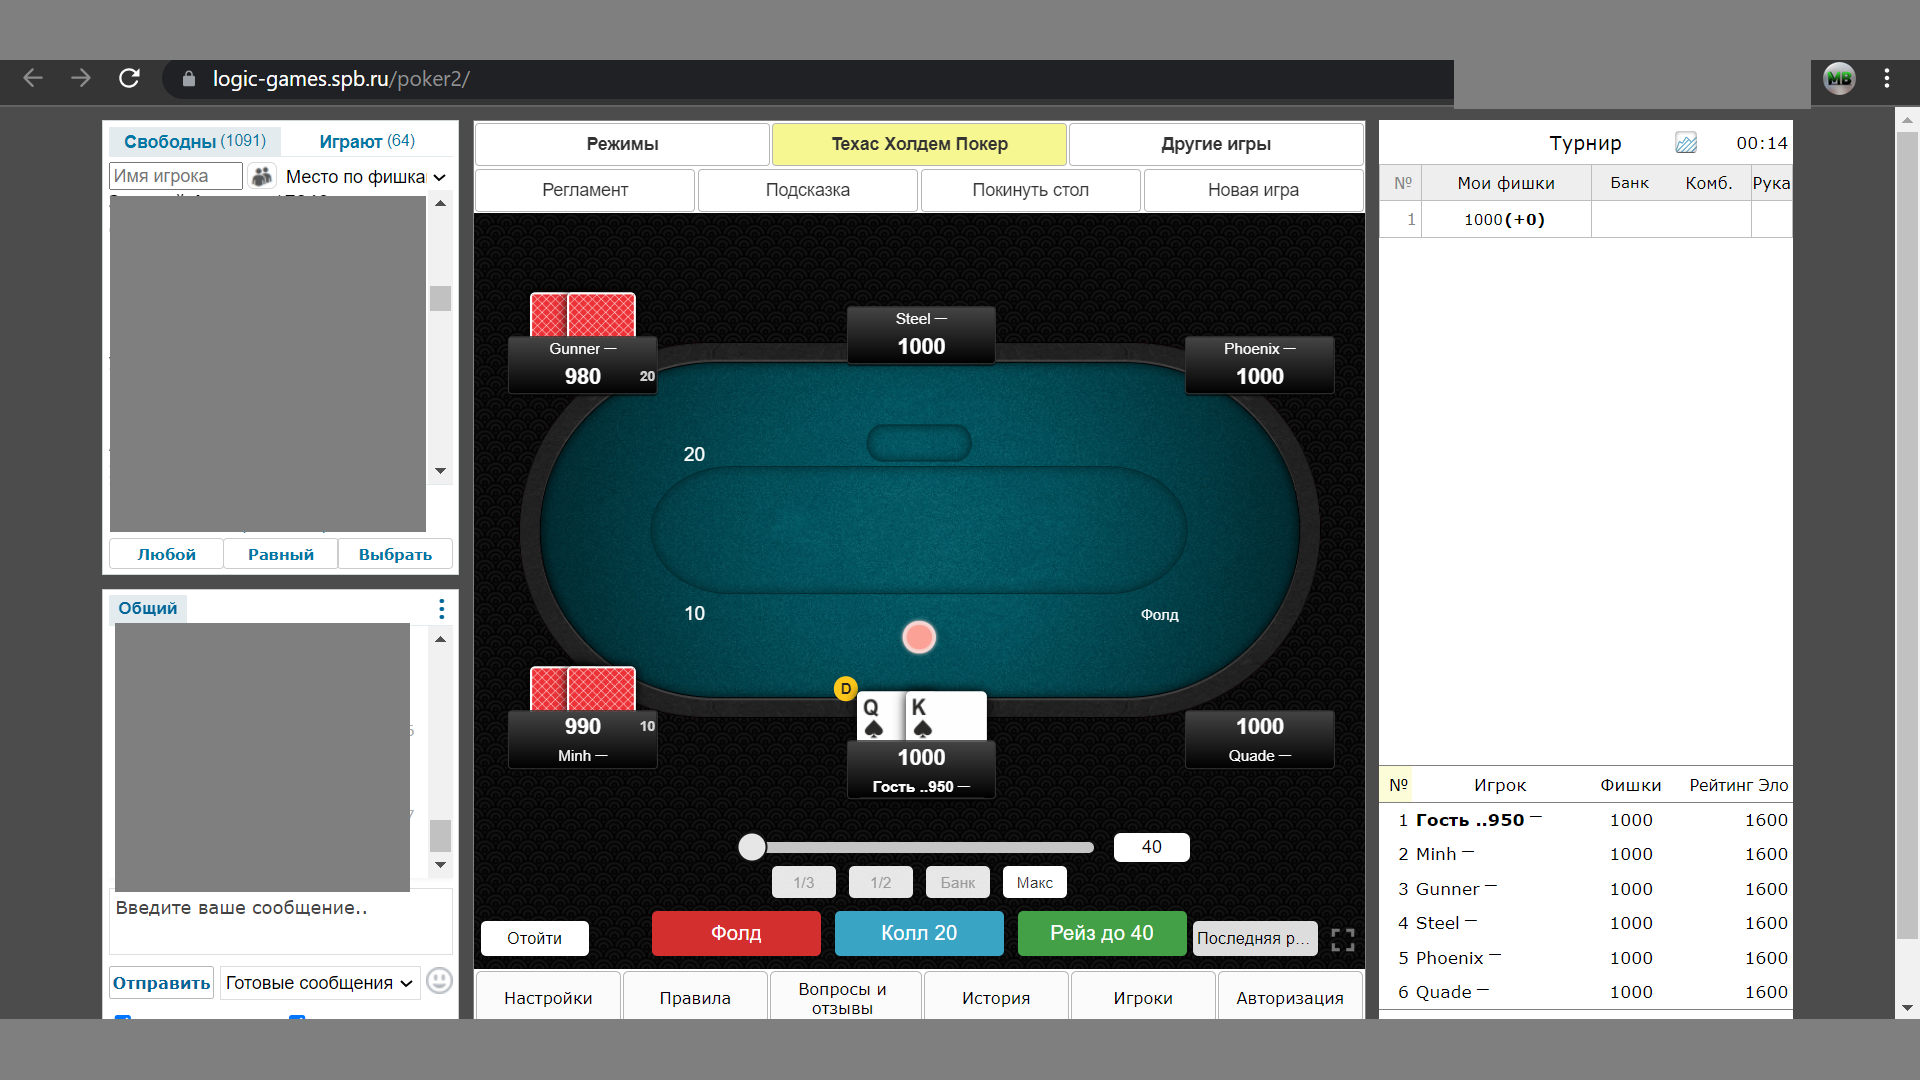 logic-games.spb.ru/poker2/
MB
Свободны (1091)
Играют (64)
Имя игрока
Место по фишка
Любой
Равный
Выбрать
Общий
Введите ваше сообщение..
Отправить
Готовые сообщения
Режимы
Техас Холдем Покер
Другие игры
Регламент
Подсказка
Покинуть стол
Новая игра
Steel —
1000
Gunner —
980
20
Phoenix —
1000
20
10
Фолд
D
Q
K
990
10
Minh —
1000
Гость ..950 —
1000
Quade —
40
1/3
1/2
Банк
Макс
Отойти
Фолд
Колл 20
Рейз до 40
Последняя р...
Настройки
Правила
Вопросы и
отзывы
История
Игроки
Авторизация
Турнир
00:14
№
Мои фишки
Банк
Комб.
Рука
1
1000(+0)
№
Игрок
Фишки
Рейтинг Эло
1 Гость ..950 — 1000 1600
2 Minh — 1000 1600
3 Gunner — 1000 1600
4 Steel — 1000 1600
5 Phoenix — 1000 1600
6 Quade — 1000 1600